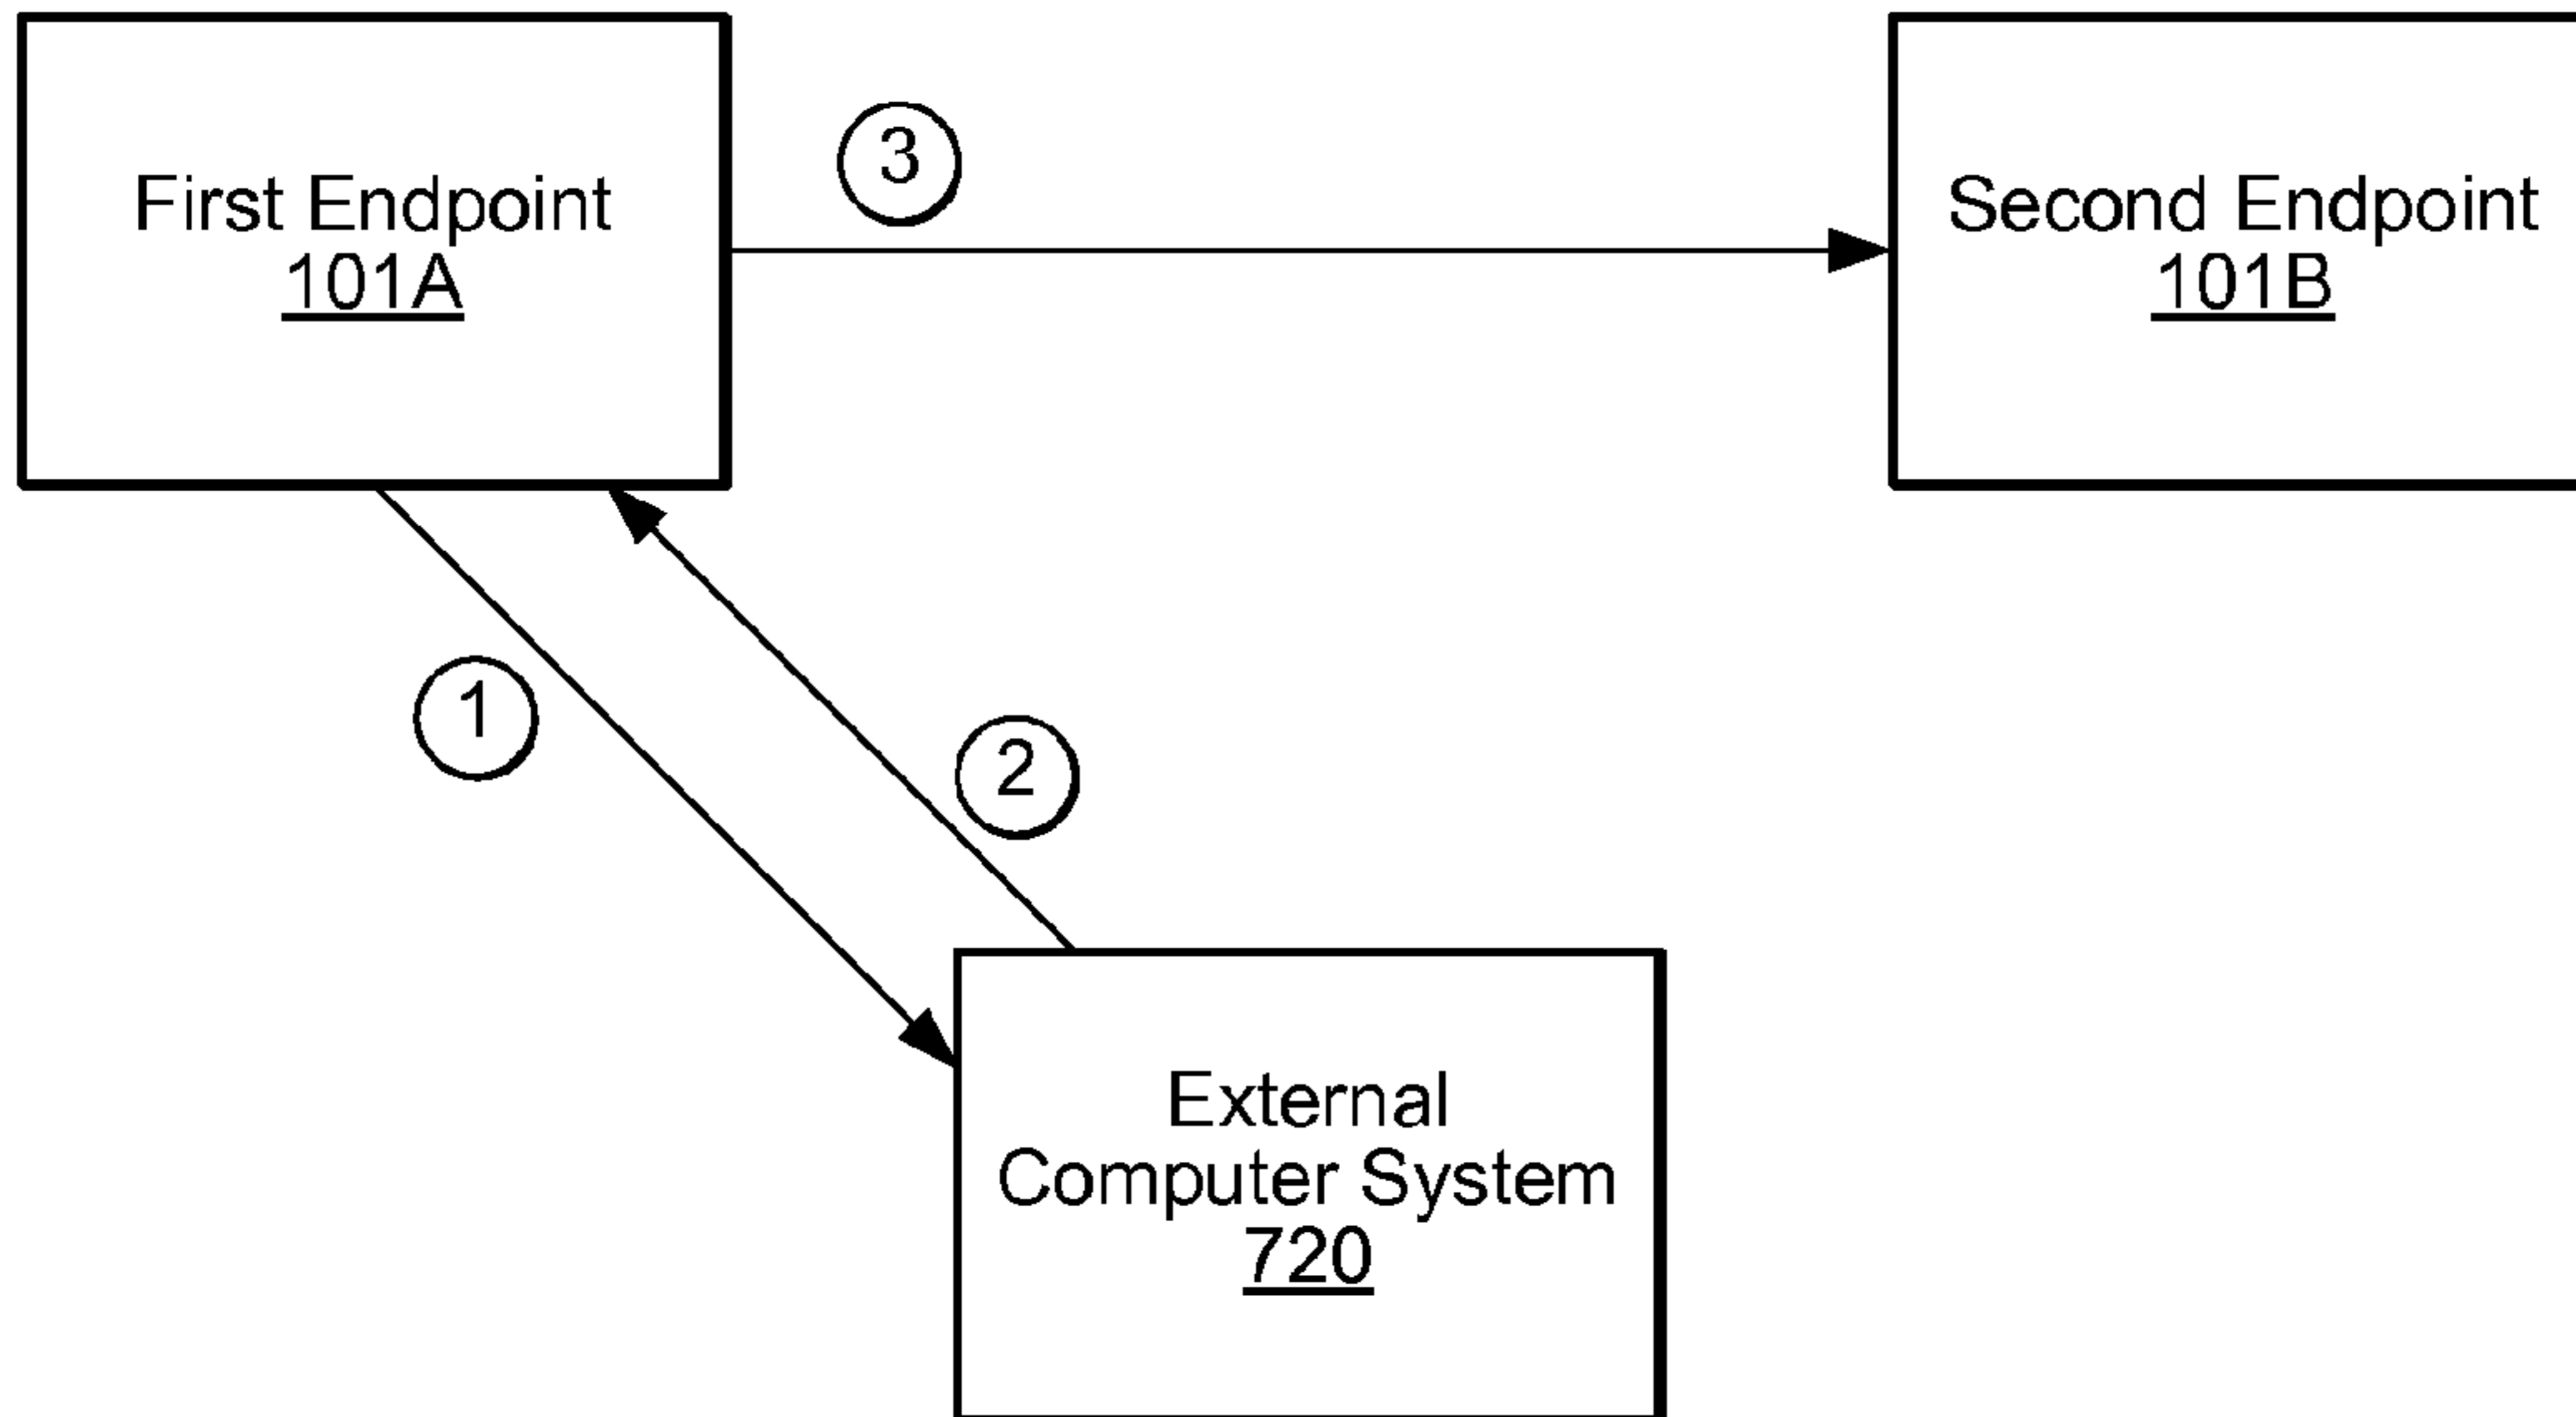 First Endpoint
101A
3
Second Endpoint
101B
1
2
External
Computer System
720